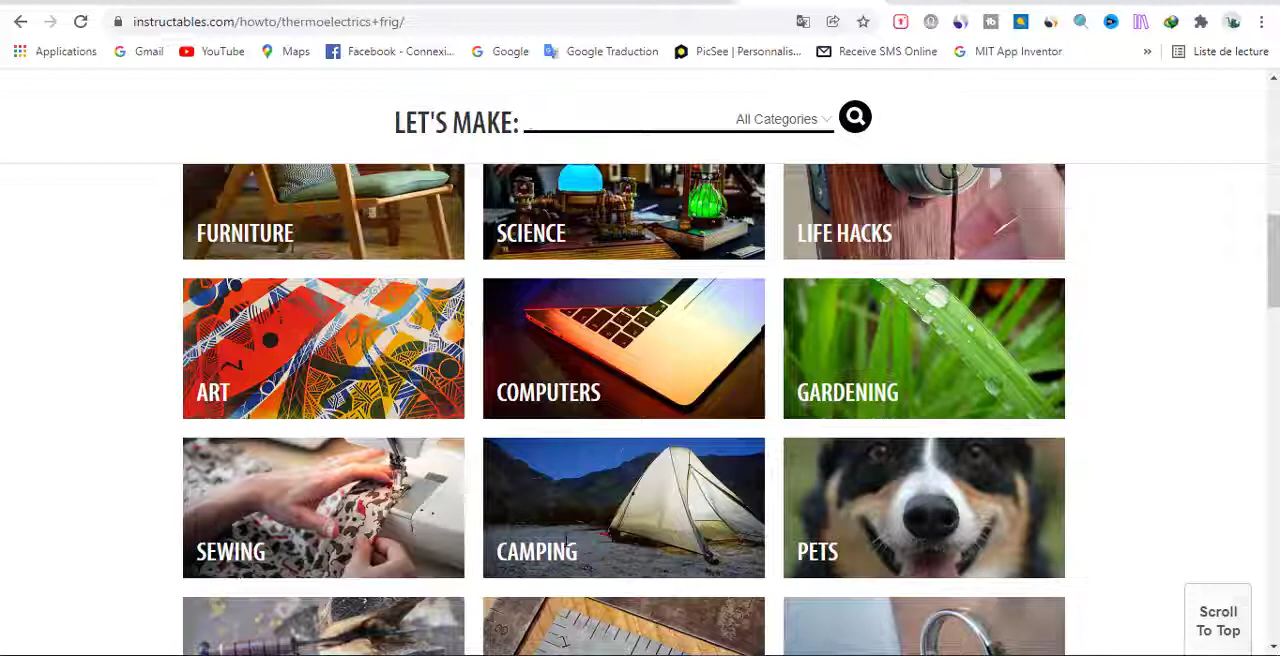 instructables.com/howto/thermoelectrics+frig/
Applications Gmail YouTube Maps Facebook - Connexi... Google Google Traduction PicSee | Personnalis... Receive SMS Online MIT App Inventor » Liste de lecture
LET'S MAKE: All Categories
FURNITURE SCIENCE LIFE HACKS
ART COMPUTERS GARDENING
SEWING CAMPING PETS
Scroll
To Top